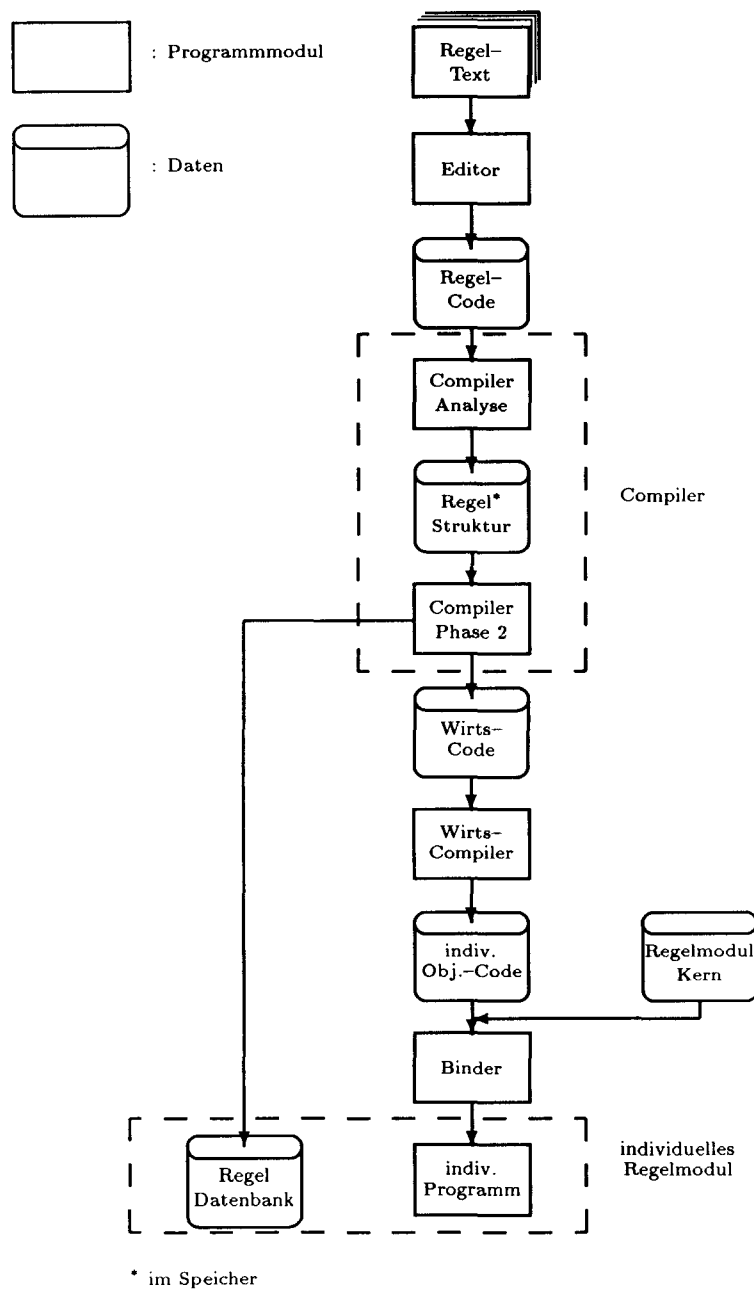 : Programmmodul
: Daten
Regel–
Text
Editor
Regel–
Code
Compiler
Analyse
Regel*
Struktur
Compiler
Compiler
Phase 2
Wirts–
Code
Wirts–
Compiler
indiv.
Obj.–Code
Regelmodul
Kern
Binder
individuelles
Regelmodul
Regel
Datenbank
indiv.
Programm
* im Speicher